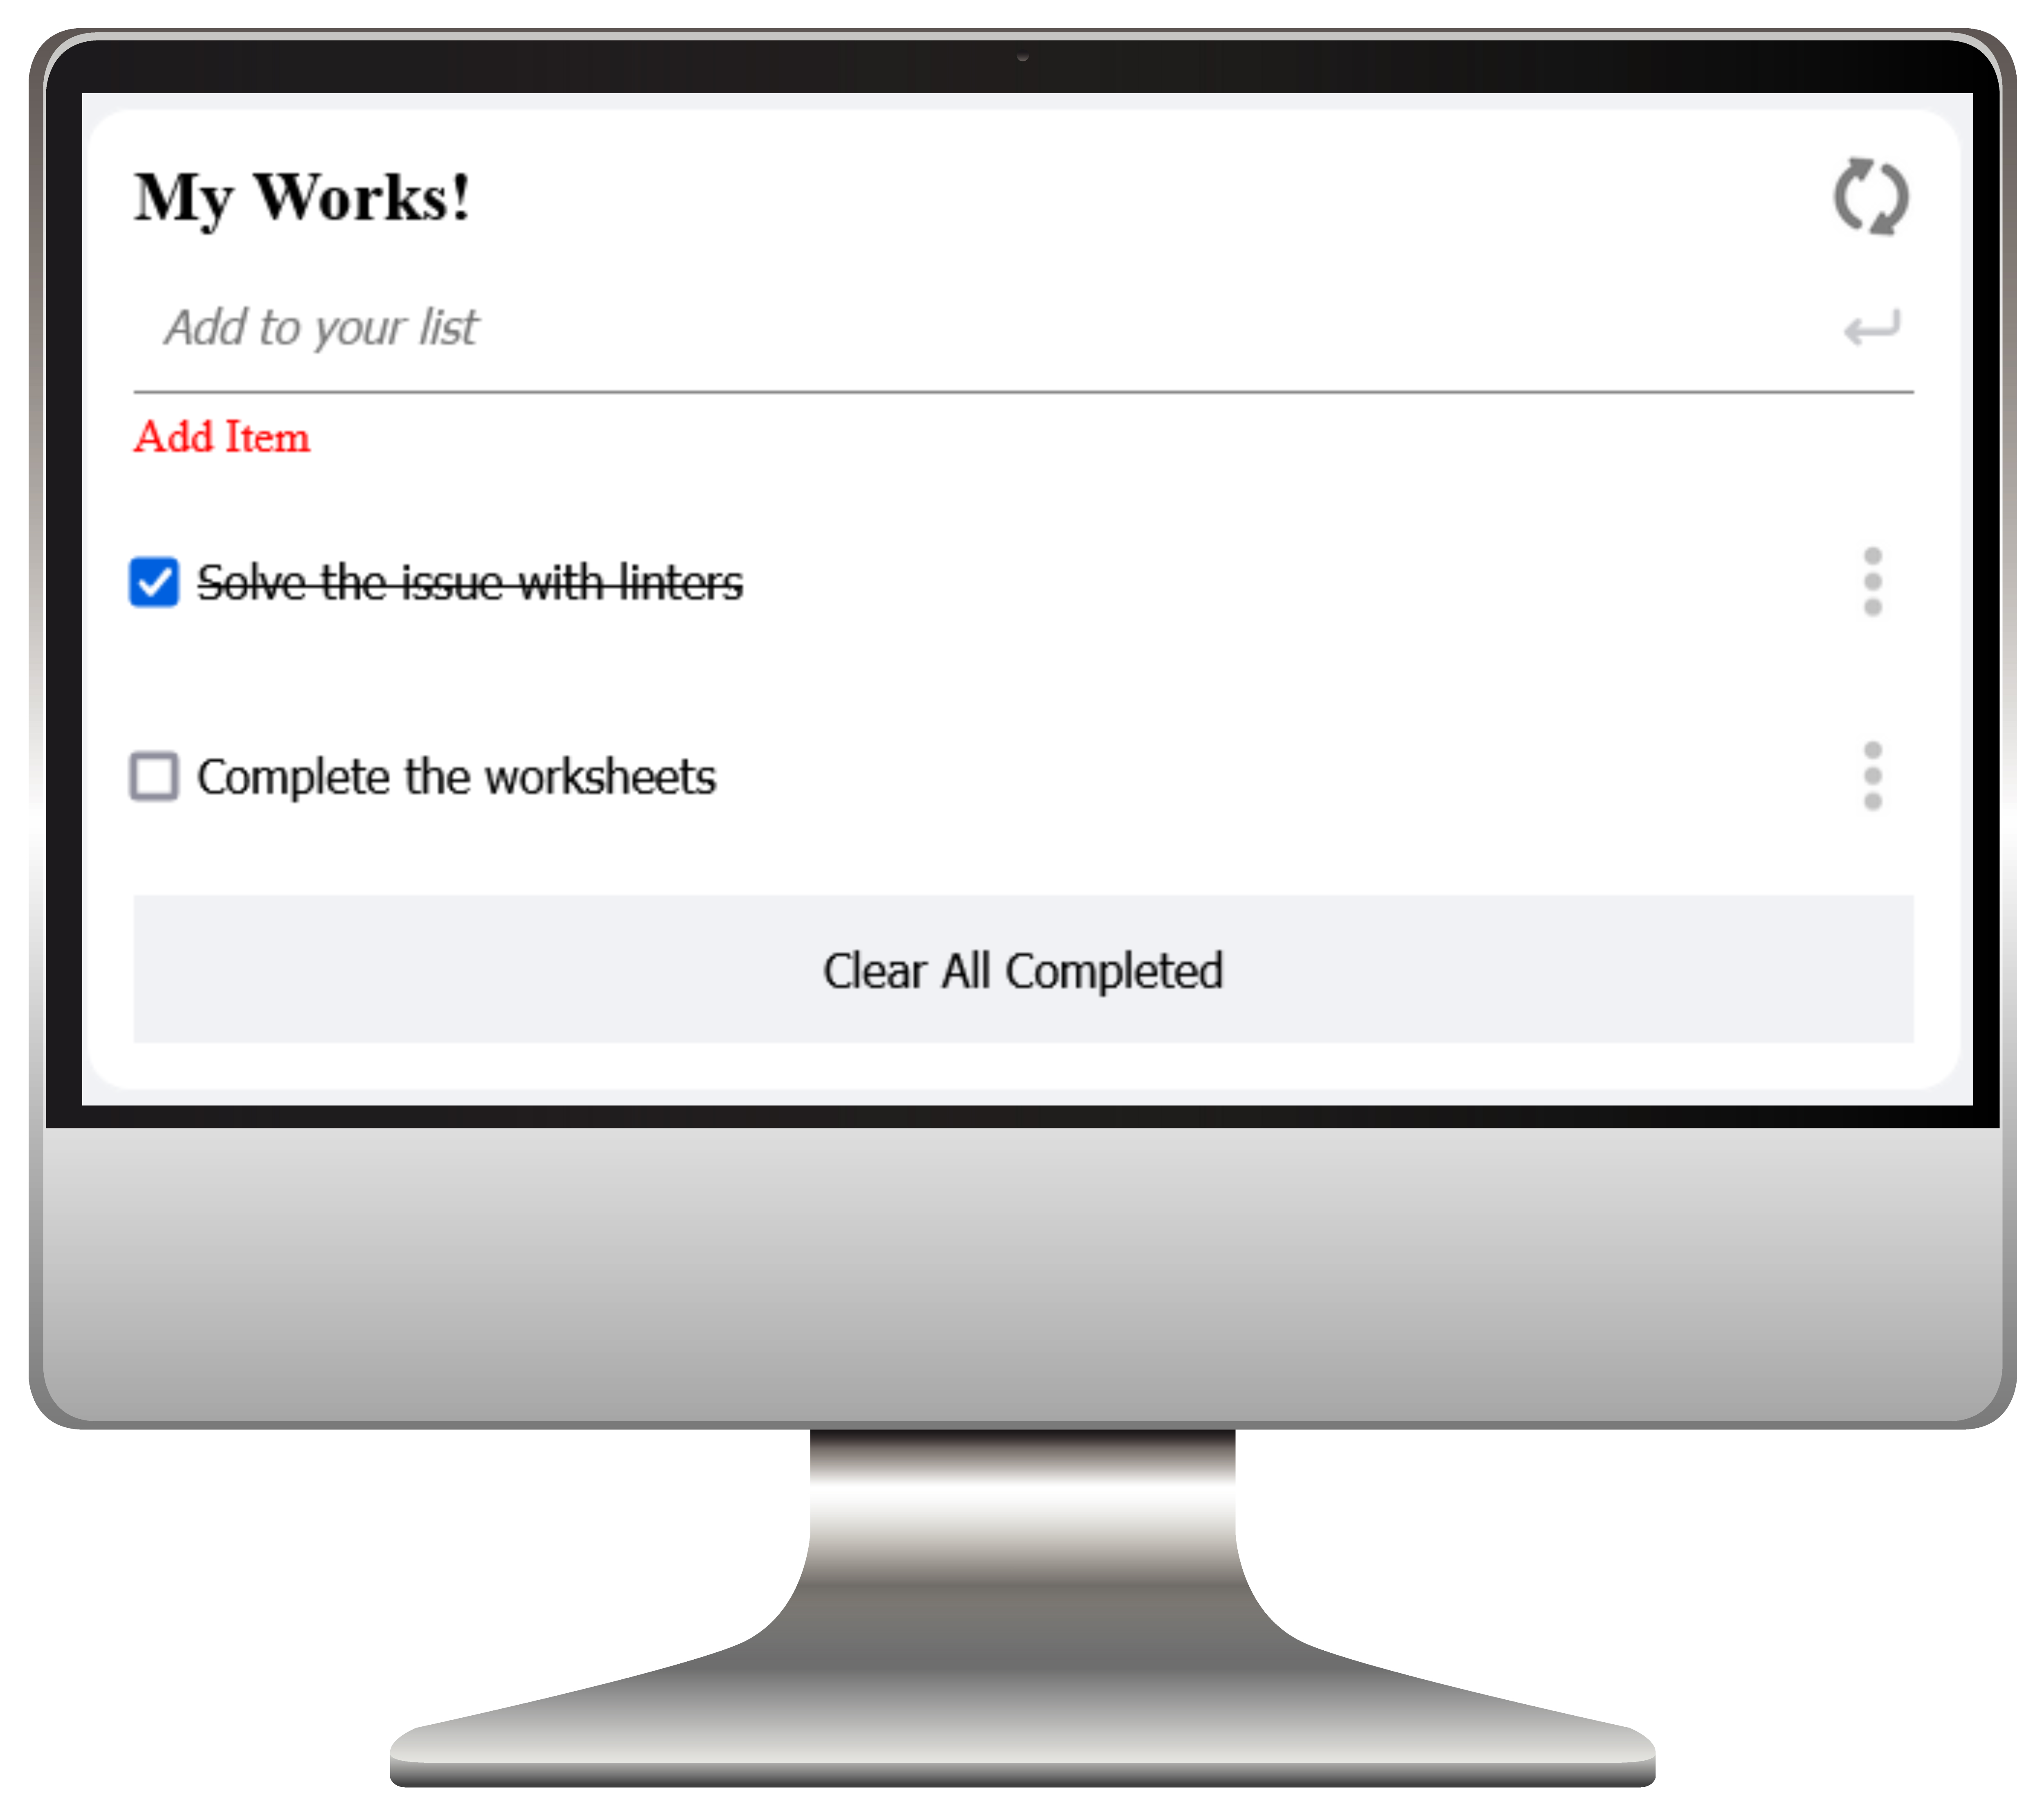 My Works!
Add to your list
Add Item
Solve the issue with linters
Complete the worksheets
Clear All Completed